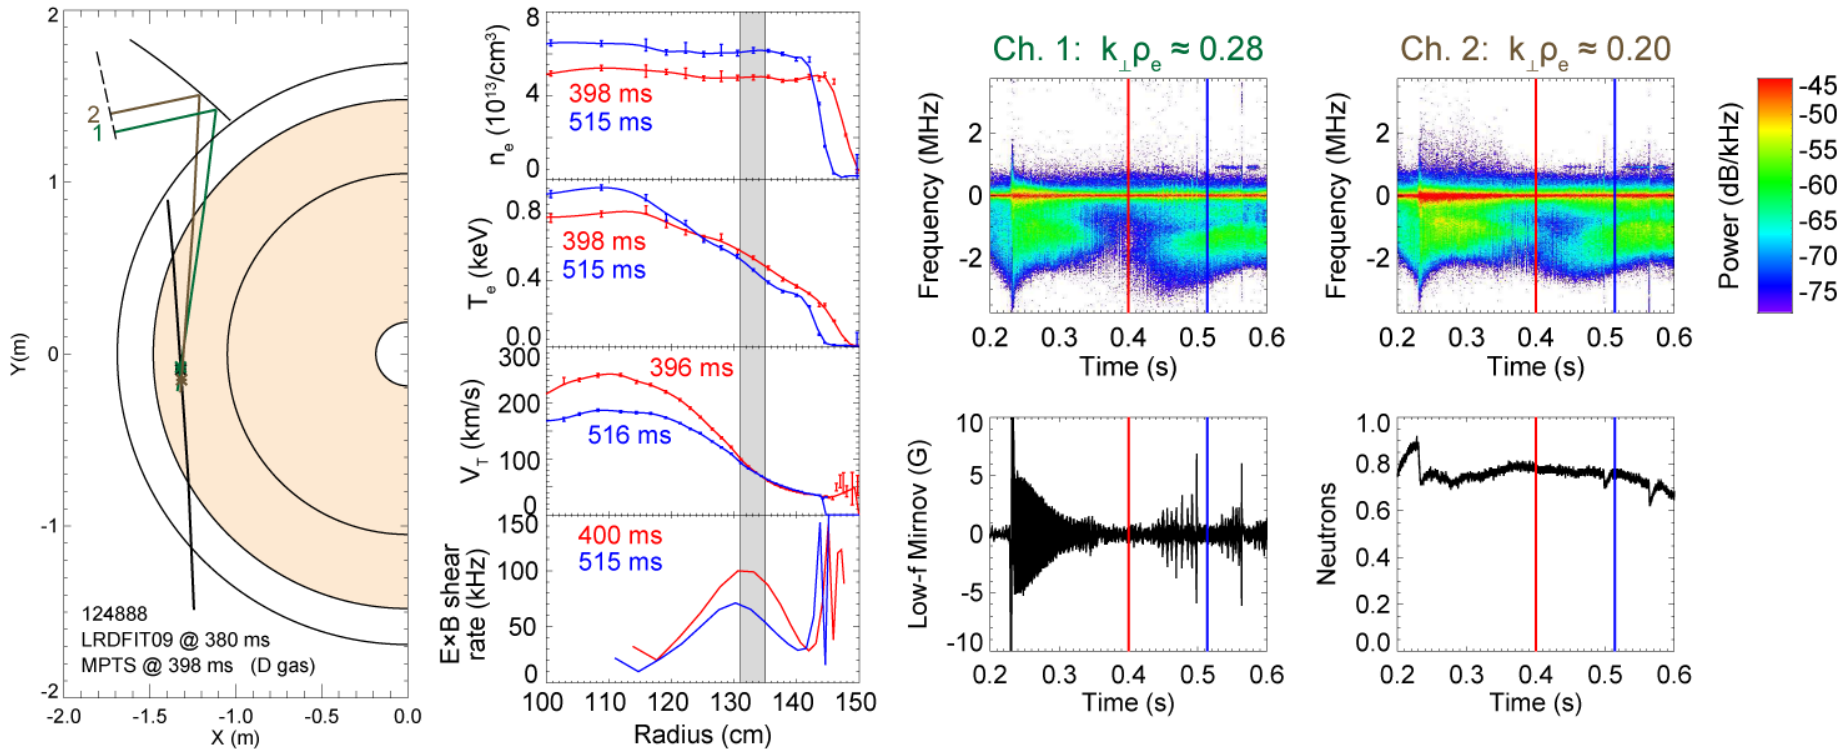 2
1
0
-1
-2
Y(m)
2
1
124888
LRDFIT09 @ 380 ms
MPTS @ 398 ms (D gas)
-2.0 -1.5 -1.0 -0.5 0.0
X (m)
8
4
0
nₑ (10¹³/cm³)
398 ms
515 ms
0.8
0.4
0.0
Tₑ (keV)
398 ms
515 ms
300
200
100
0
V_T (km/s)
396 ms
516 ms
150
100
50
0
E×B shear
rate (kHz)
400 ms
515 ms
100 110 120 130 140 150
Radius (cm)
Ch. 1: k⊥ρₑ ≈ 0.28
2
0
-2
Frequency (MHz)
0.2 0.3 0.4 0.5 0.6
Time (s)
Ch. 2: k⊥ρₑ ≈ 0.20
2
0
-2
Frequency (MHz)
0.2 0.3 0.4 0.5 0.6
Time (s)
Power (dB/kHz)
-45
-50
-55
-60
-65
-70
-75
10
5
0
-5
-10
Low-f Mirnov (G)
0.2 0.3 0.4 0.5 0.6
Time (s)
1.0
0.8
0.6
0.4
0.2
0.0
Neutrons
0.2 0.3 0.4 0.5 0.6
Time (s)